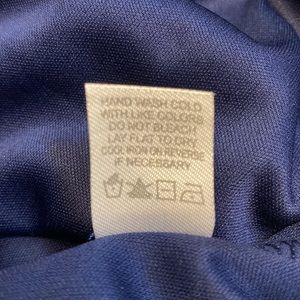 HAND WASH COLD
WITH LIKE COLORS
DO NOT BLEACH
LAY FLAT TO DRY
COOL IRON ON REVERSE
IF NECESSARY